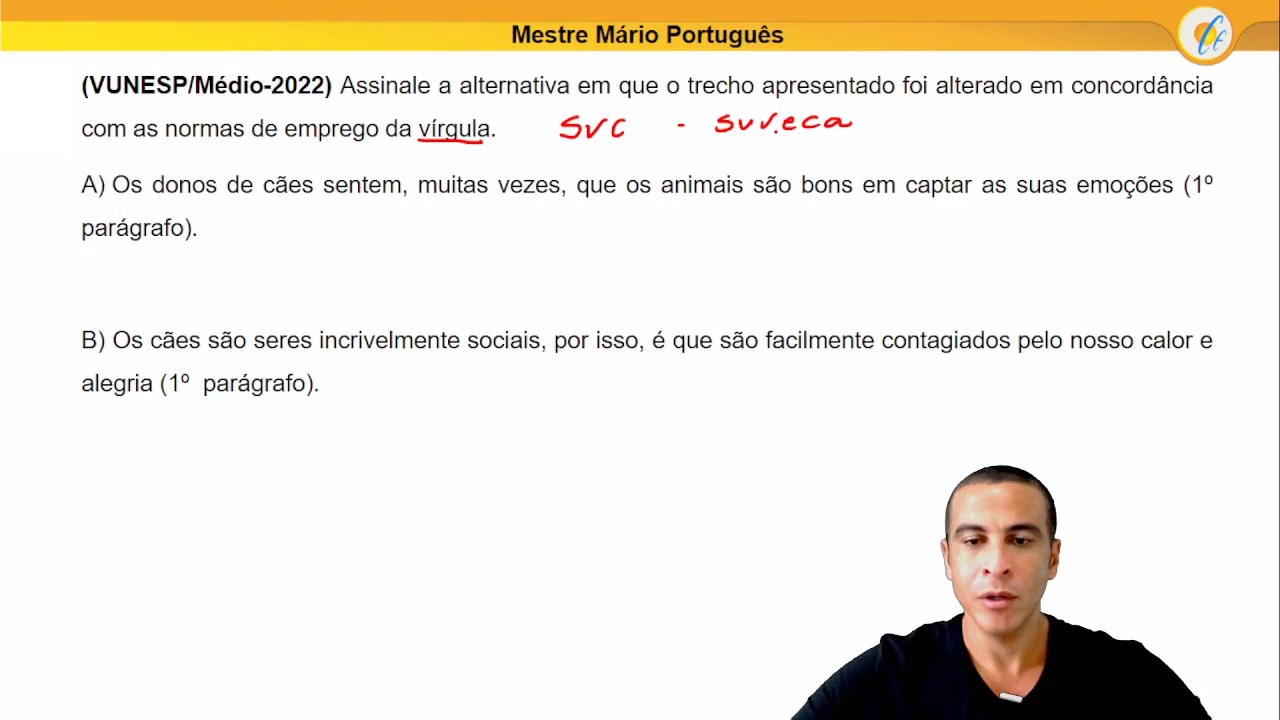 Mestre Mário Português
(VUNESP/Médio-2022) Assinale a alternativa em que o trecho apresentado foi alterado em concordância
com as normas de emprego da vírgula. SVC - suv.eca
A) Os donos de cães sentem, muitas vezes, que os animais são bons em captar as suas emoções (1º
parágrafo).
B) Os cães são seres incrivelmente sociais, por isso, é que são facilmente contagiados pelo nosso calor e
alegria (1º parágrafo).